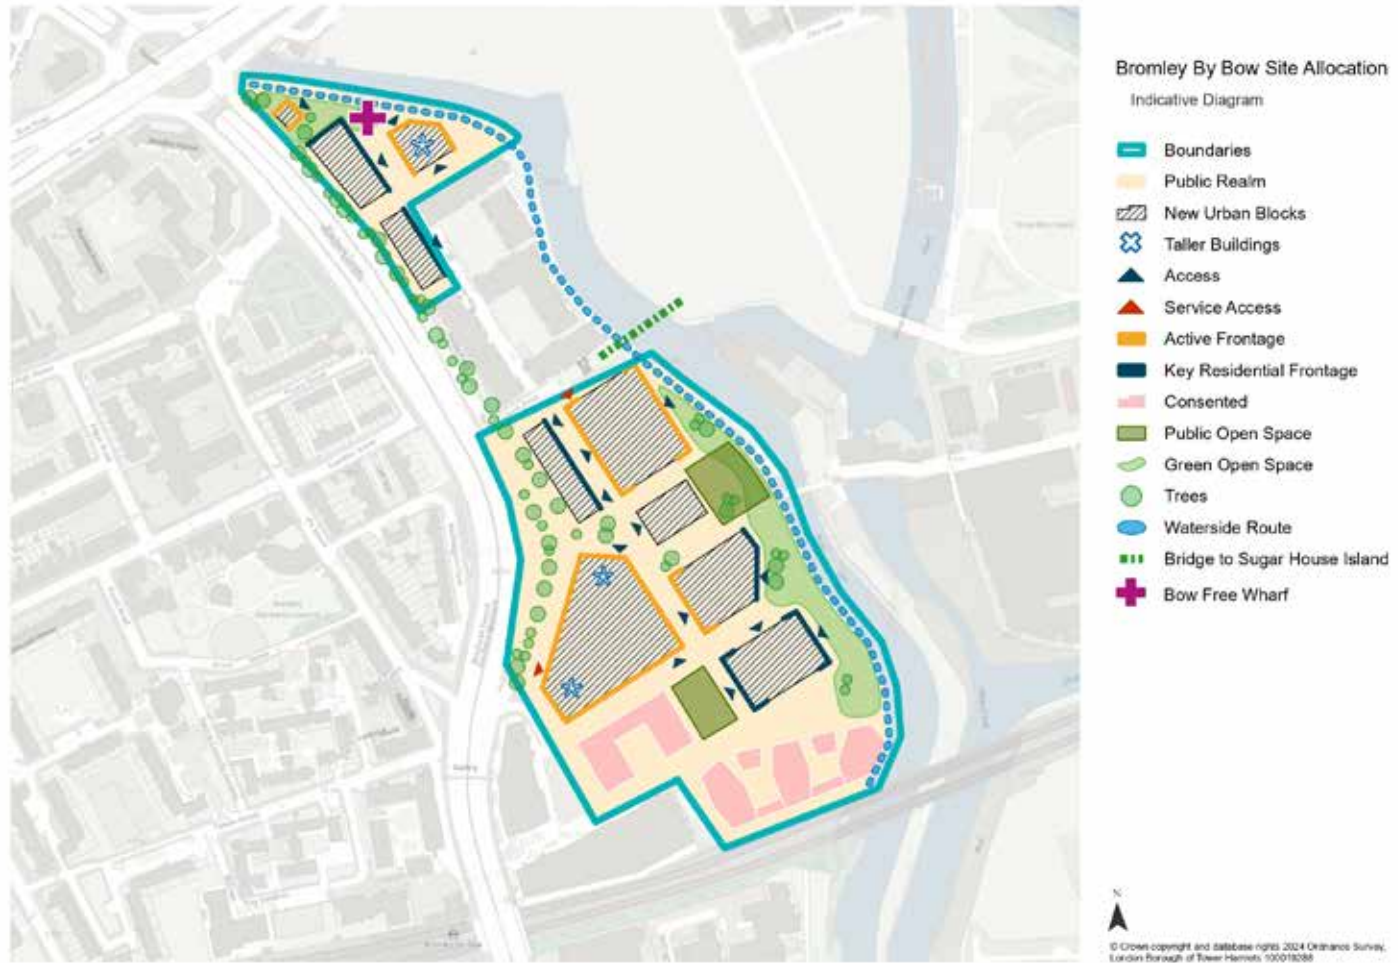 Bromley By Bow Site Allocation
Indicative Diagram
Boundaries
Public Realm
New Urban Blocks
Taller Buildings
Access
Service Access
Active Frontage
Key Residential Frontage
Consented
Public Open Space
Green Open Space
Trees
Waterside Route
Bridge to Sugar House Island
Bow Free Wharf
N
© Crown copyright and database rights 2024 Ordnance Survey,
London Borough of Tower Hamlets 100019288